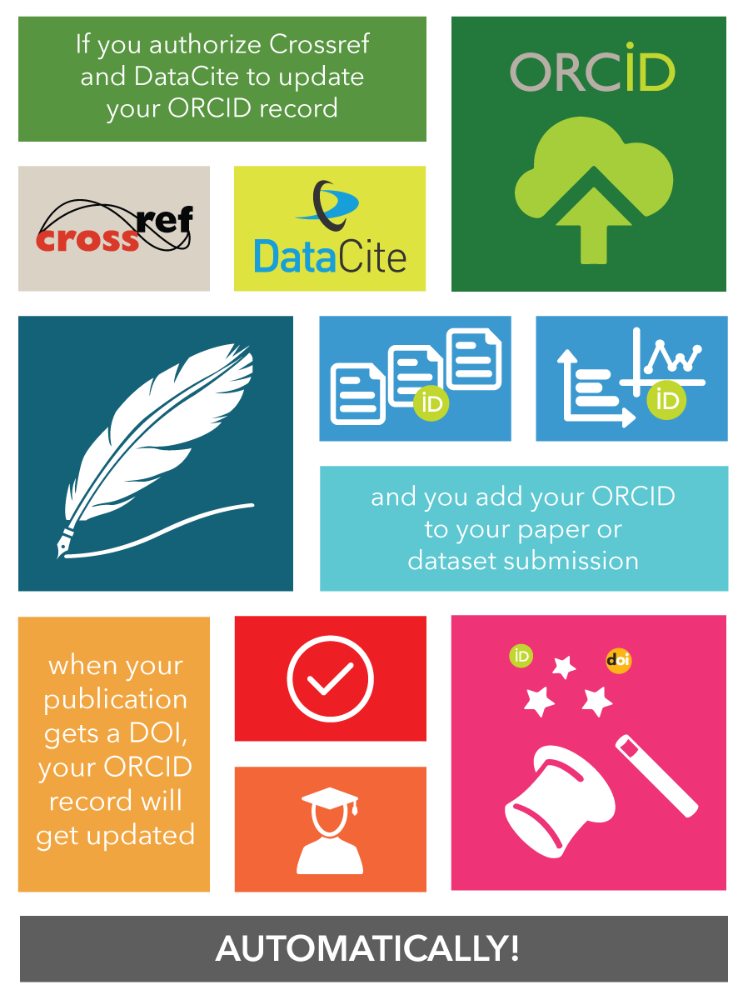 If you authorize Crossref
and DataCite to update
your ORCID record
ORCiD
crossref
DataCite
iD
iD
and you add your ORCID
to your paper or
dataset submission
when your
publication
gets a DOI,
your ORCID
record will
get updated
iD
doi
AUTOMATICALLY!